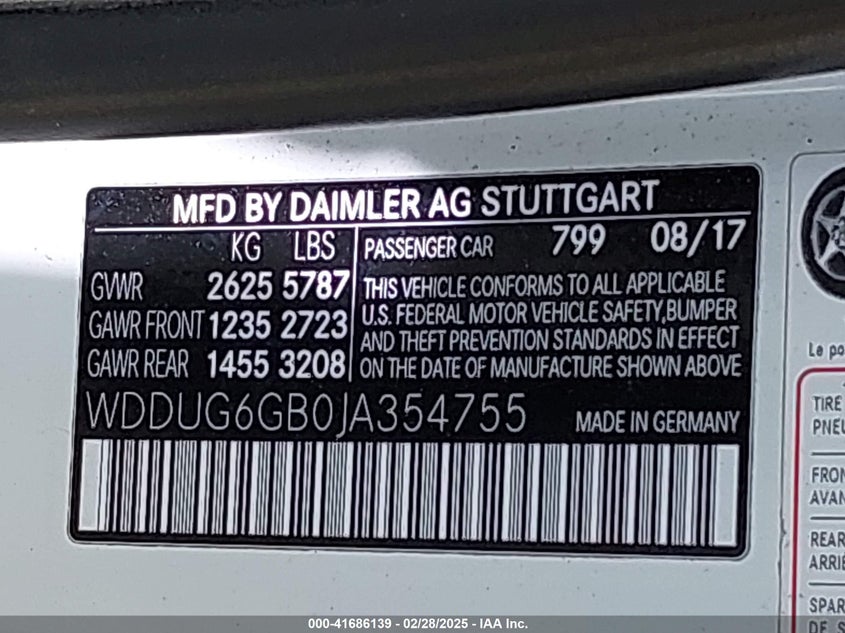 MFD BY DAIMLER AG STUTTGART
KG LBS
GVWR 2625 5787
GAWR FRONT 1235 2723
GAWR REAR 1455 3208
PASSENGER CAR 799 08/17
THIS VEHICLE CONFORMS TO ALL APPLICABLE
U.S. FEDERAL MOTOR VEHICLE SAFETY,BUMPER
AND THEFT PREVENTION STANDARDS IN EFFECT
ON THE DATE OF MANUFACTURE SHOWN ABOVE
WDDUG6GB0JA354755 MADE IN GERMANY
Le
TIRE
FRON
AVAN
REAR
ARRIE
SPAR
DE
000-41686139 - 02/28/2025 - IAA Inc.